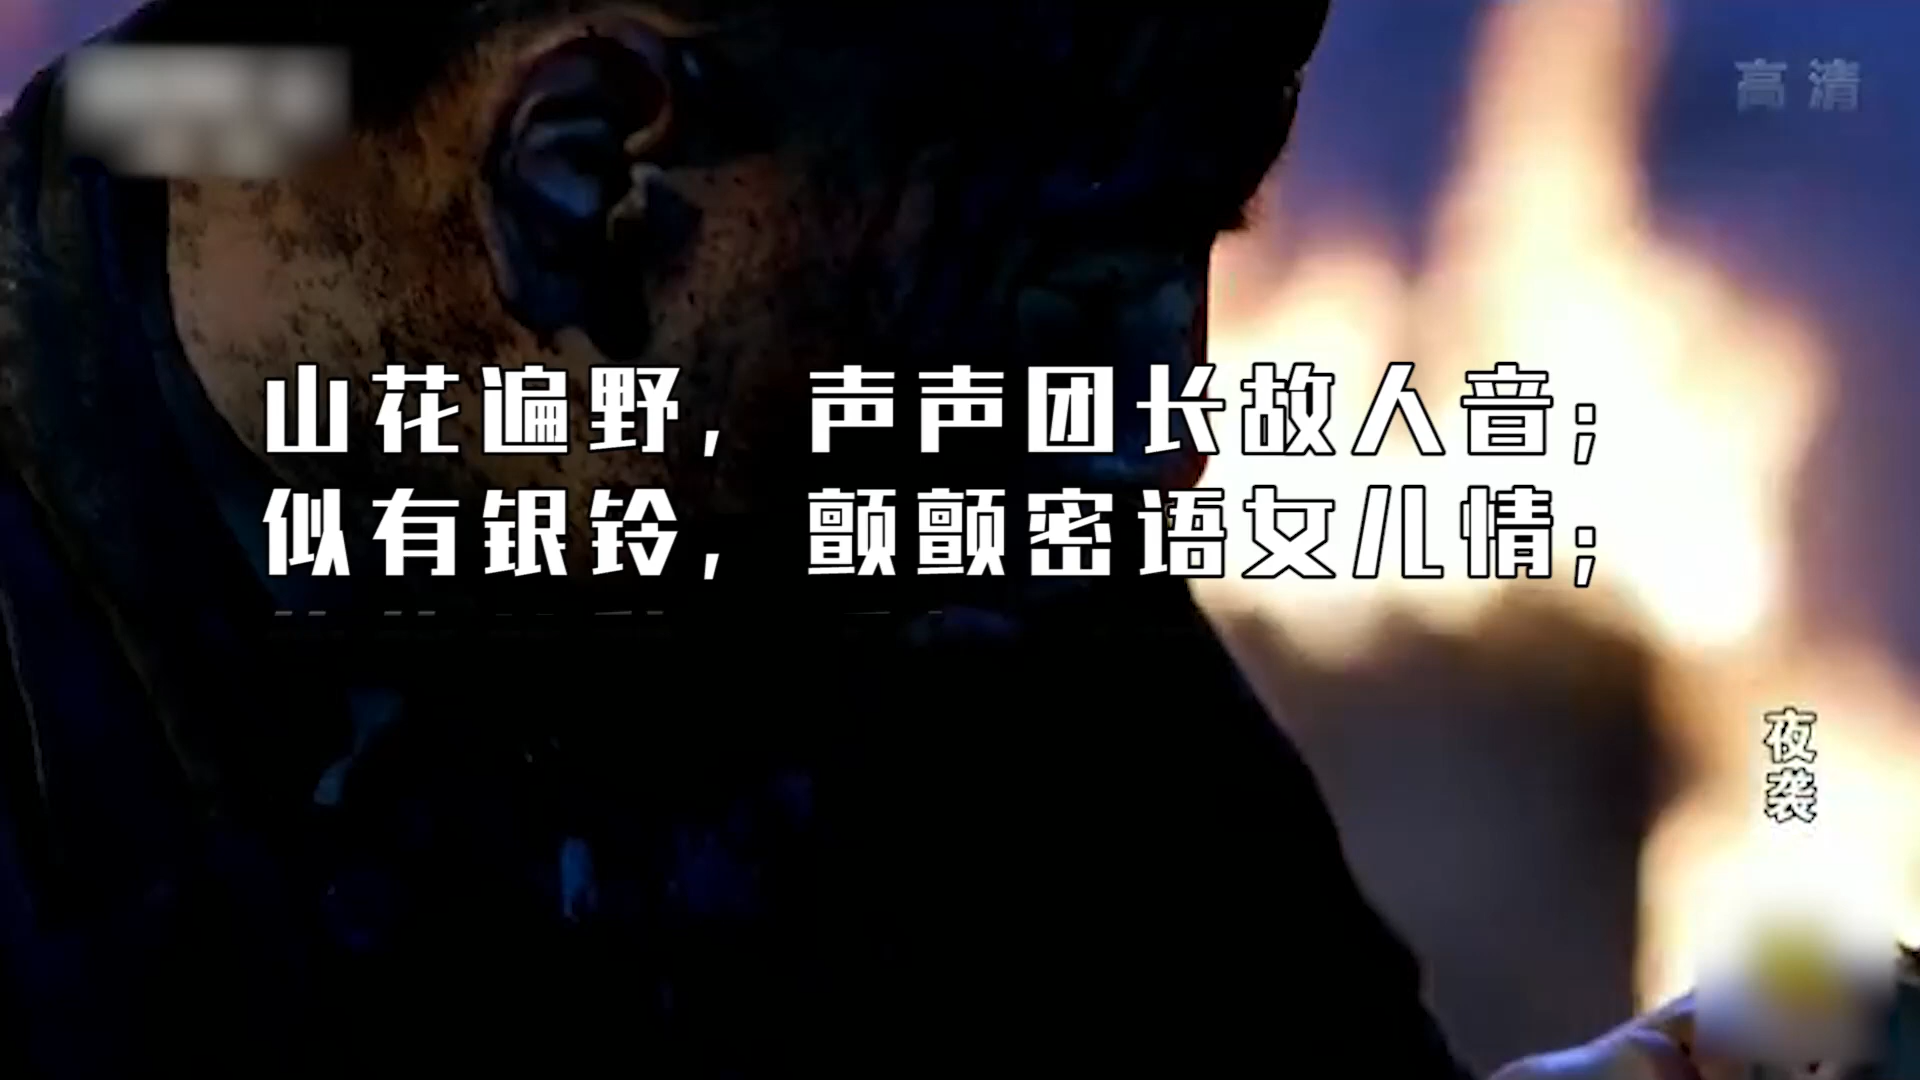 高清
山花遍野，声声团长故人音；
似有银铃，颤颤密语女儿情；
夜袭